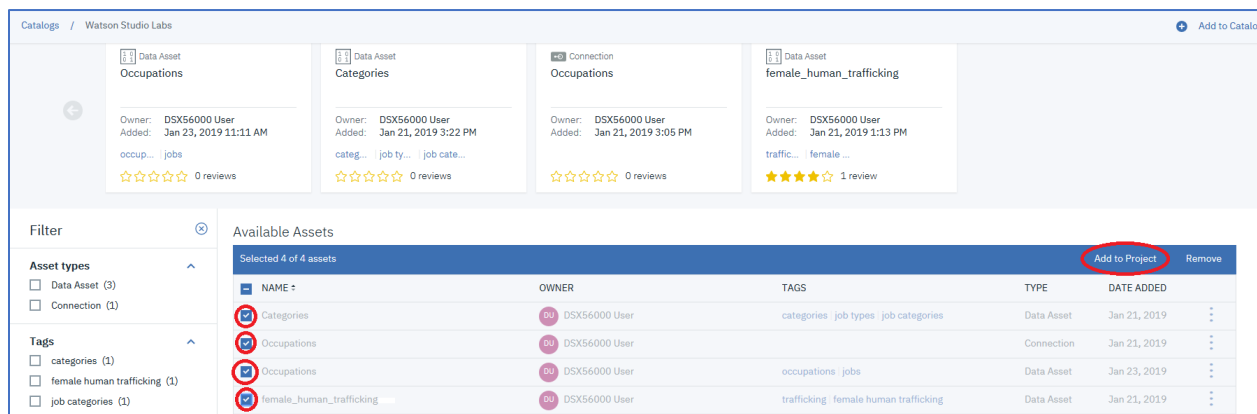 Catalogs / Watson Studio Labs
Add to Catalo
Data Asset
Occupations
Owner: DSX56000 User
Added: Jan 23, 2019 11:11 AM
occup... jobs
0 reviews
Data Asset
Categories
Owner: DSX56000 User
Added: Jan 21, 2019 3:22 PM
categ... job ty... job cate...
0 reviews
Connection
Occupations
Owner: DSX56000 User
Added: Jan 21, 2019 3:05 PM
0 reviews
Data Asset
female_human_trafficking
Owner: DSX56000 User
Added: Jan 21, 2019 1:13 PM
traffic... female ...
1 review
Filter
Asset types
Data Asset (3)
Connection (1)
Tags
categories (1)
female human trafficking (1)
job categories (1)
Available Assets
Selected 4 of 4 assets Add to Project Remove
NAME OWNER TAGS TYPE DATE ADDED
Categories DU DSX56000 User categories job types job categories Data Asset Jan 21, 2019
Occupations DU DSX56000 User Connection Jan 21, 2019
Occupations DU DSX56000 User occupations jobs Data Asset Jan 23, 2019
female_human_trafficking DU DSX56000 User trafficking female human trafficking Data Asset Jan 21, 2019